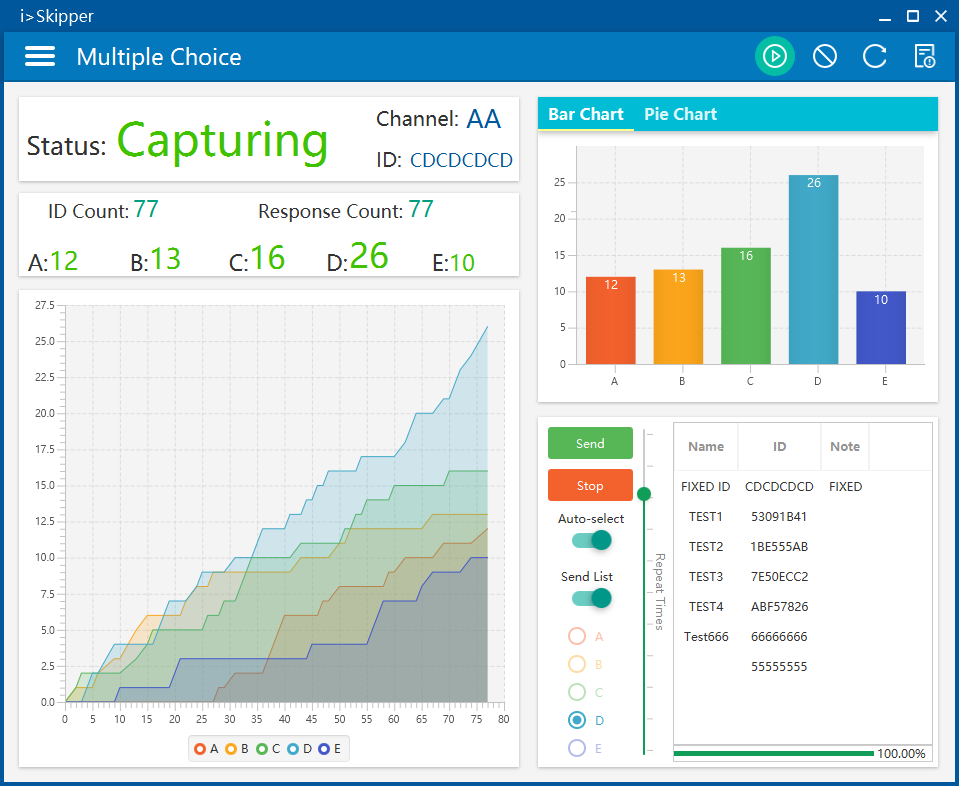 i>Skipper
Multiple Choice
Status: Capturing
Channel: AA
ID: CDCDCDCD
ID Count: 77 Response Count: 77
A:12 B:13 C:16 D:26 E:10
27.5
25.0
22.5
20.0
17.5
15.0
12.5
10.0
7.5
5.0
2.5
0.0
0 5 10 15 20 25 30 35 40 45 50 55 60 65 70 75 80
A B C D E
Bar Chart Pie Chart
25
20
15
10
5
0
12 13 16 26 10
A B C D E
Send
Stop
Auto-select
Send List
A
B
C
D
E
Repeat Times
Name ID Note
FIXED ID CDCDCDCD FIXED
TEST1 53091B41
TEST2 1BE555AB
TEST3 7E50ECC2
TEST4 ABF57826
Test666 66666666
55555555
100.00%